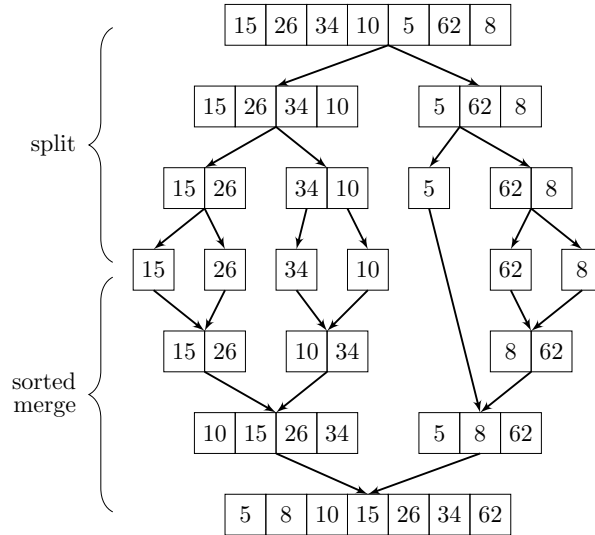 15 26 34 10 5 62 8
15 26 34 10 5 62 8
split
15 26 34 10 5 62 8
15 26 34 10 62 8
15 26 10 34 8 62
sorted
merge
10 15 26 34 5 8 62
5 8 10 15 26 34 62